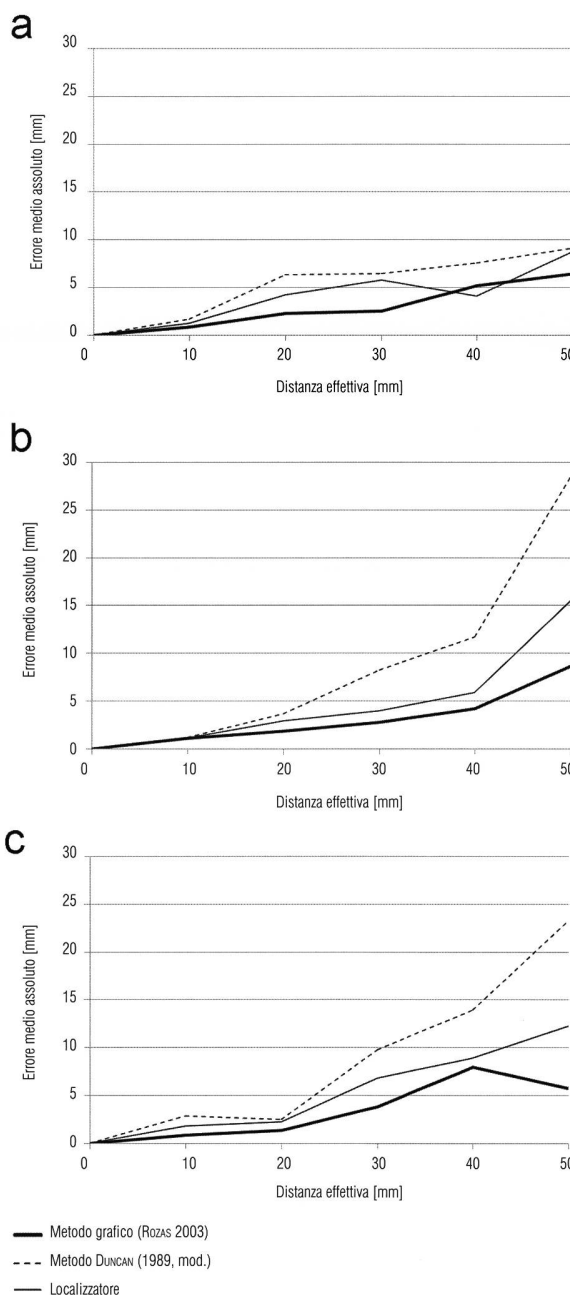 a
30
25
20
15
10
5
0
Errore medio assoluto [mm]
0 10 20 30 40 50
Distanza effettiva [mm]
b
30
25
20
15
10
5
0
Errore medio assoluto [mm]
0 10 20 30 40 50
Distanza effettiva [mm]
c
30
25
20
15
10
5
0
Errore medio assoluto [mm]
0 10 20 30 40 50
Distanza effettiva [mm]
Metodo grafico (ROZAS 2003)
Metodo DUNCAN (1989, mod.)
Localizzatore